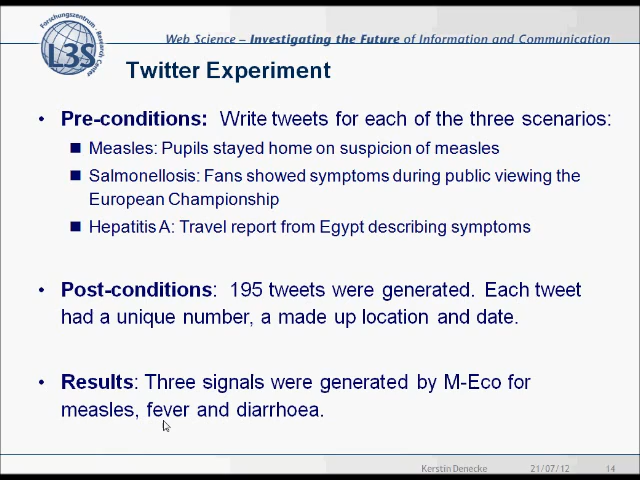 Forschungszentrum
L3S
Research Center
Web Science – Investigating the Future of Information and Communication
Twitter Experiment
• Pre-conditions: Write tweets for each of the three scenarios:
■ Measles: Pupils stayed home on suspicion of measles
■ Salmonellosis: Fans showed symptoms during public viewing the
European Championship
■ Hepatitis A: Travel report from Egypt describing symptoms
• Post-conditions: 195 tweets were generated. Each tweet
had a unique number, a made up location and date.
• Results: Three signals were generated by M-Eco for
measles, fever and diarrhoea.
Kerstin Denecke 21/07/12 14